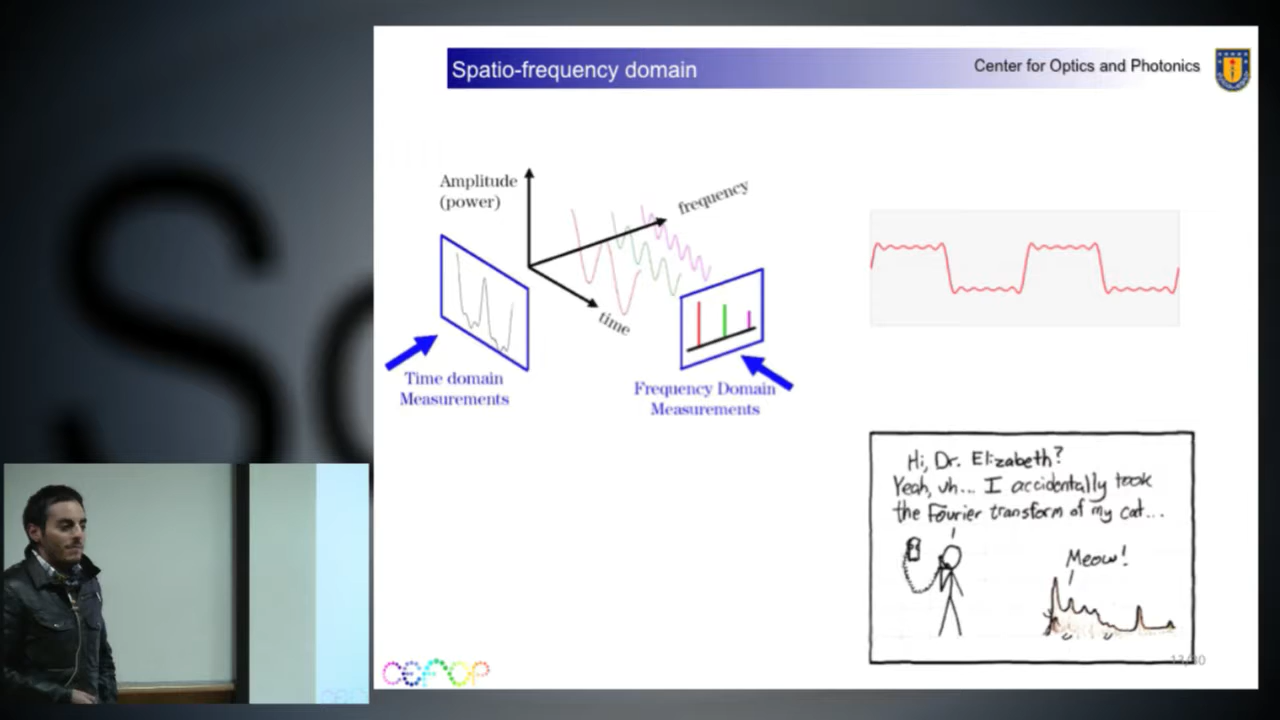 Spatio-frequency domain
Center for Optics and Photonics
Amplitude
(power)
frequency
time
Time domain
Measurements
Frequency Domain
Measurements
Hi, Dr. Elizabeth?
Yeah, uh... I accidentally took
the Fourier transform of my cat...
Meow!
CEFOP